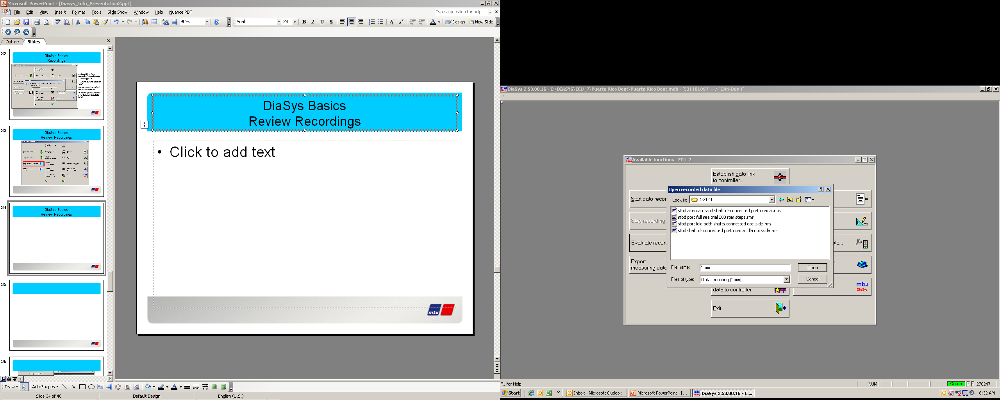 Microsoft PowerPoint - [Diasys_Info_Presentation2.ppt]
File Edit View Insert Format Tools Slide Show Window Help Nuance PDF
Type a question for help
90%
Arial
28
B I U S
Design
New Slide
Outline
Slides
32
DiaSys Basics
Recordings
33
DiaSys Basics
Review Recordings
34
DiaSys Basics
Review Recordings
35
36
DiaSys Basics
Review Recordings
• Click to add text
mtu
Draw
AutoShapes
Slide 34 of 46
Default Design
English (U.S.)
DiaSys 2.53.00.16 - C:\DIASYS\ECU_7\Puerto Rico Boat\Puerto Rico Boat.mdb - '531101097' --> 'CAN-Bus 1'
?
mtu
Available functions - ECU-7
Establish data link
to controller...
Start data recor
Stop recording
Evaluate recor
Export
measuring data
Open recorded data file
Look in:
4-21-10
stbd alternatorand shaft disconnected port normal.rms
stbd port full sea trial 200 rpm steps.rms
stbd port idle both shafts connected dockside.rms
stbd shaft disconnected port normal idle dockside.rms
File name:
*.rms
Open
Files of type:
Data recording (*.rms)
Cancel
ata...
r...
data to controller
mtu
DiaSys
Exit
F1 for Help.
NUM
Online
270247
Start
Inbox - Microsoft Outlook
Microsoft PowerPoint - [...
DiaSys 2.53.00.16 - C:...
8:32 AM